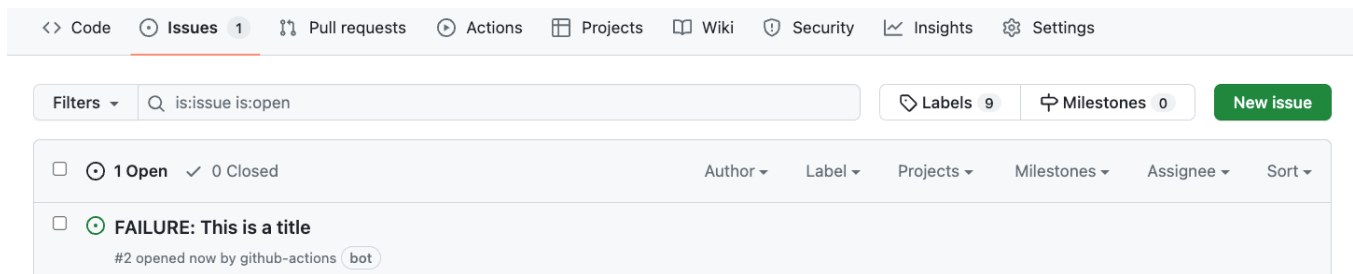 <> Code Issues 1 Pull requests Actions Projects Wiki Security Insights Settings
Filters is:issue is:open Labels 9 Milestones 0 New issue
1 Open 0 Closed Author Label Projects Milestones Assignee Sort
FAILURE: This is a title
#2 opened now by github-actions bot